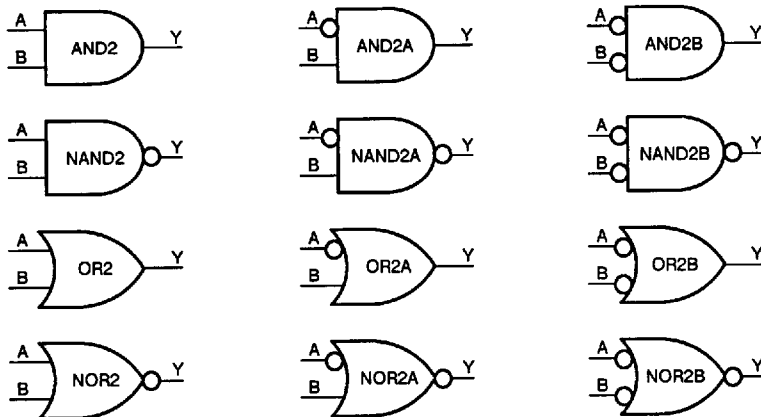 A AND2 Y
B
A AND2A Y
B
A AND2B Y
B
A NAND2 Y
B
A NAND2A Y
B
A NAND2B Y
B
A OR2 Y
B
A OR2A Y
B
A OR2B Y
B
A NOR2 Y
B
A NOR2A Y
B
A NOR2B Y
B